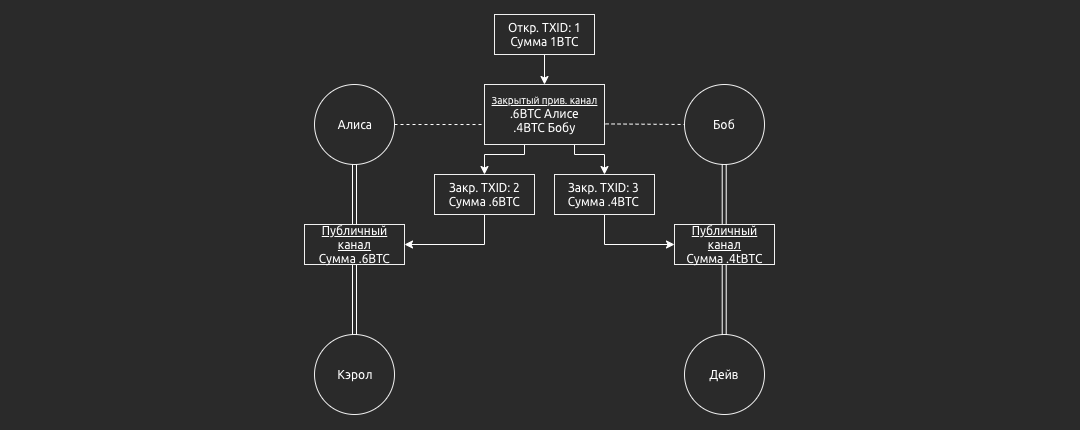 Откр. TXID: 1
Сумма 1BTC
Закрытый прив. канал
.6BTC Алисе
.4BTC Бобу
Алиса
Боб
Закр. TXID: 2
Сумма .6BTC
Закр. TXID: 3
Сумма .4BTC
Публичный
канал
Сумма .6BTC
Публичный
канал
Сумма .4tBTC
Кэрол
Дейв